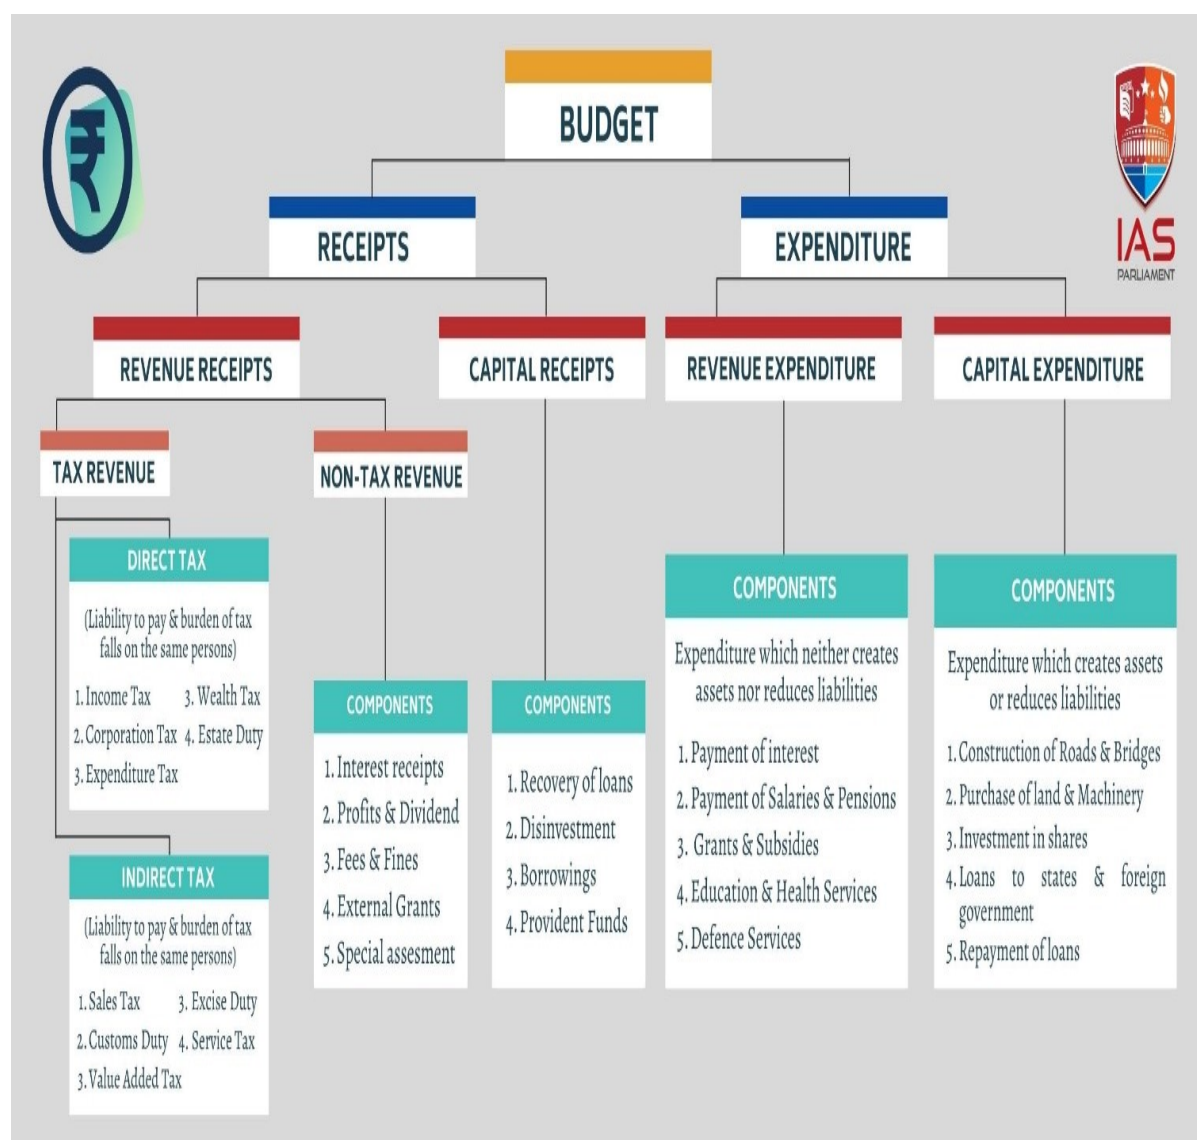 BUDGET
IAS
PARLIAMENT
RECEIPTS
EXPENDITURE
REVENUE RECEIPTS
CAPITAL RECEIPTS
REVENUE EXPENDITURE
CAPITAL EXPENDITURE
TAX REVENUE
NON-TAX REVENUE
DIRECT TAX
(Liability to pay & burden of tax
falls on the same persons)
1. Income Tax 3. Wealth Tax
2. Corporation Tax 4. Estate Duty
3. Expenditure Tax
INDIRECT TAX
(Liability to pay & burden of tax
falls on the same persons)
1. Sales Tax 3. Excise Duty
2. Customs Duty 4. Service Tax
3. Value Added Tax
COMPONENTS
1. Interest receipts
2. Profits & Dividend
3. Fees & Fines
4. External Grants
5. Special assesment
COMPONENTS
1. Recovery of loans
2. Disinvestment
3. Borrowings
4. Provident Funds
COMPONENTS
Expenditure which neither creates
assets nor reduces liabilities
1. Payment of interest
2. Payment of Salaries & Pensions
3. Grants & Subsidies
4. Education & Health Services
5. Defence Services
COMPONENTS
Expenditure which creates assets
or reduces liabilities
1. Construction of Roads & Bridges
2. Purchase of land & Machinery
3. Investment in shares
4. Loans to states & foreign
government
5. Repayment of loans